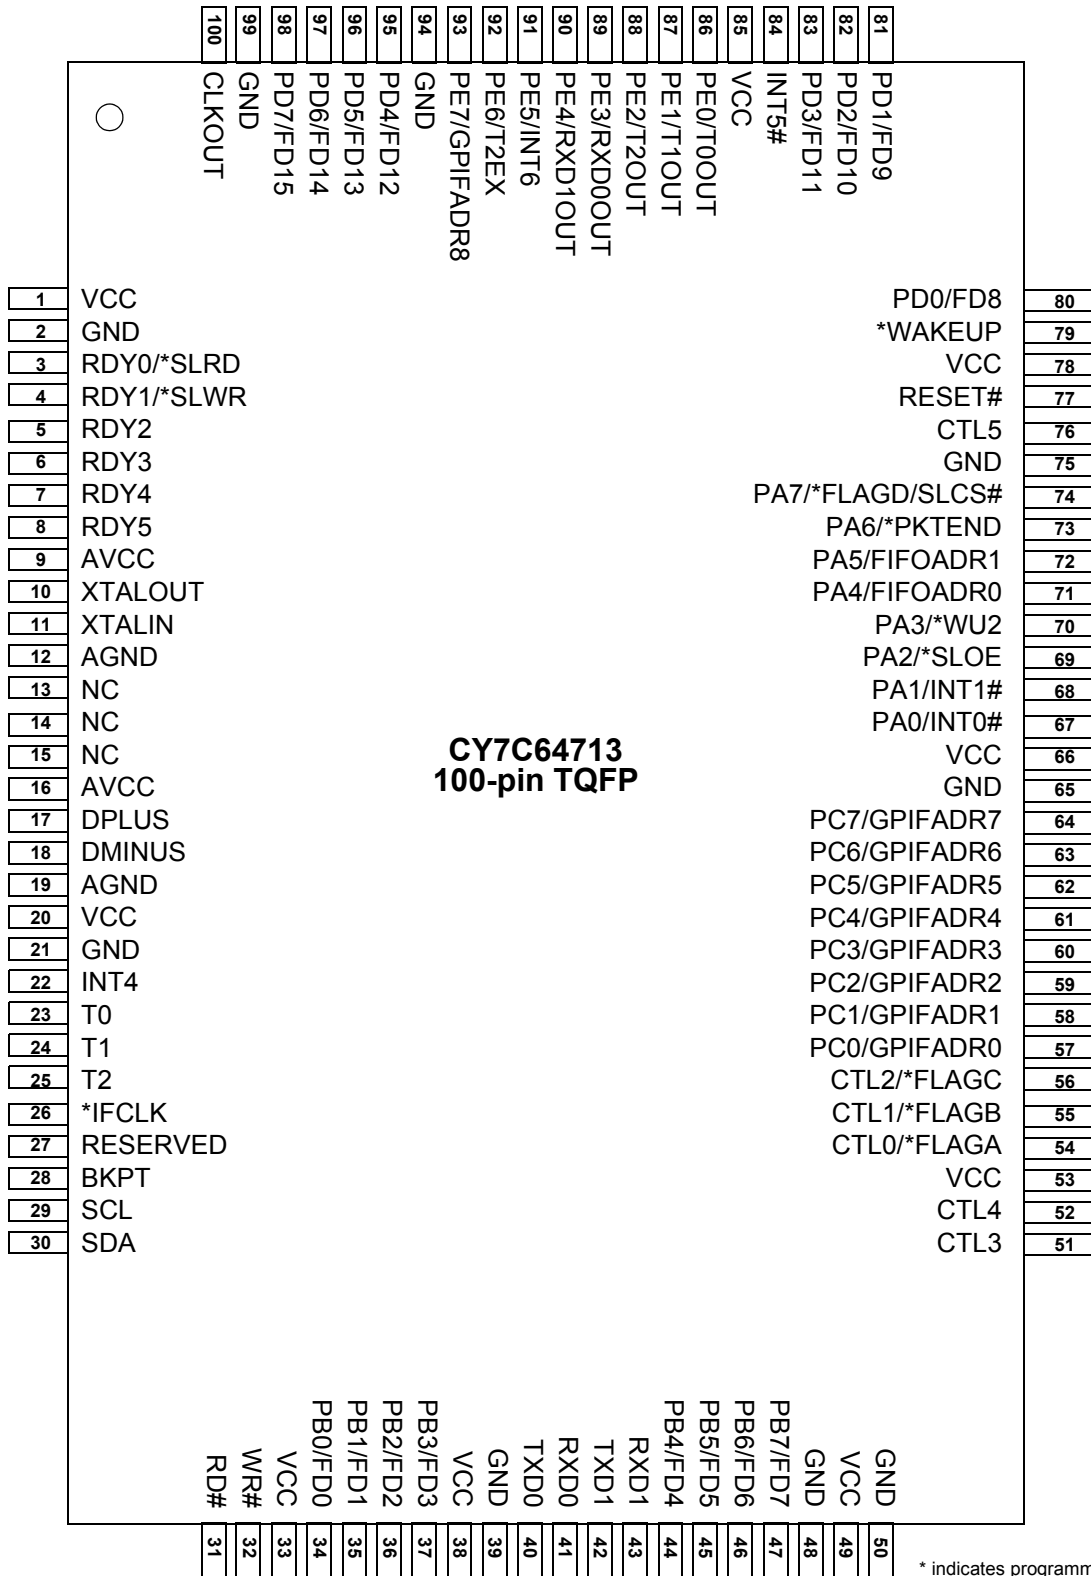 100 99 98 97 96 95 94 93 92 91 90 89 88 87 86 85 84 83 82 81
CLKOUT
GND
PD7/FD15
PD6/FD14
PD5/FD13
PD4/FD12
GND
PE7/GPIFADR8
PE6/T2EX
PE5/INT6
PE4/RXD1OUT
PE3/RXD0OUT
PE2/T2OUT
PE1/T1OUT
PE0/T0OUT
VCC
INT5#
PD3/FD11
PD2/FD10
PD1/FD9
1 VCC
2 GND
3 RDY0/*SLRD
4 RDY1/*SLWR
5 RDY2
6 RDY3
7 RDY4
8 RDY5
9 AVCC
10 XTALOUT
11 XTALIN
12 AGND
13 NC
14 NC
15 NC
16 AVCC
17 DPLUS
18 DMINUS
19 AGND
20 VCC
21 GND
22 INT4
23 T0
24 T1
25 T2
26 *IFCLK
27 RESERVED
28 BKPT
29 SCL
30 SDA
CY7C64713
100-pin TQFP
PD0/FD8 80
*WAKEUP 79
VCC 78
RESET# 77
CTL5 76
GND 75
PA7/*FLAGD/SLCS# 74
PA6/*PKTEND 73
PA5/FIFOADR1 72
PA4/FIFOADR0 71
PA3/*WU2 70
PA2/*SLOE 69
PA1/INT1# 68
PA0/INT0# 67
VCC 66
GND 65
PC7/GPIFADR7 64
PC6/GPIFADR6 63
PC5/GPIFADR5 62
PC4/GPIFADR4 61
PC3/GPIFADR3 60
PC2/GPIFADR2 59
PC1/GPIFADR1 58
PC0/GPIFADR0 57
CTL2/*FLAGC 56
CTL1/*FLAGB 55
CTL0/*FLAGA 54
VCC 53
CTL4 52
CTL3 51
RD#
WR#
VCC
PB0/FD0
PB1/FD1
PB2/FD2
PB3/FD3
VCC
GND
TXD0
RXD0
TXD1
RXD1
PB4/FD4
PB5/FD5
PB6/FD6
PB7/FD7
GND
VCC
GND
31 32 33 34 35 36 37 38 39 40 41 42 43 44 45 46 47 48 49 50
* indicates programm